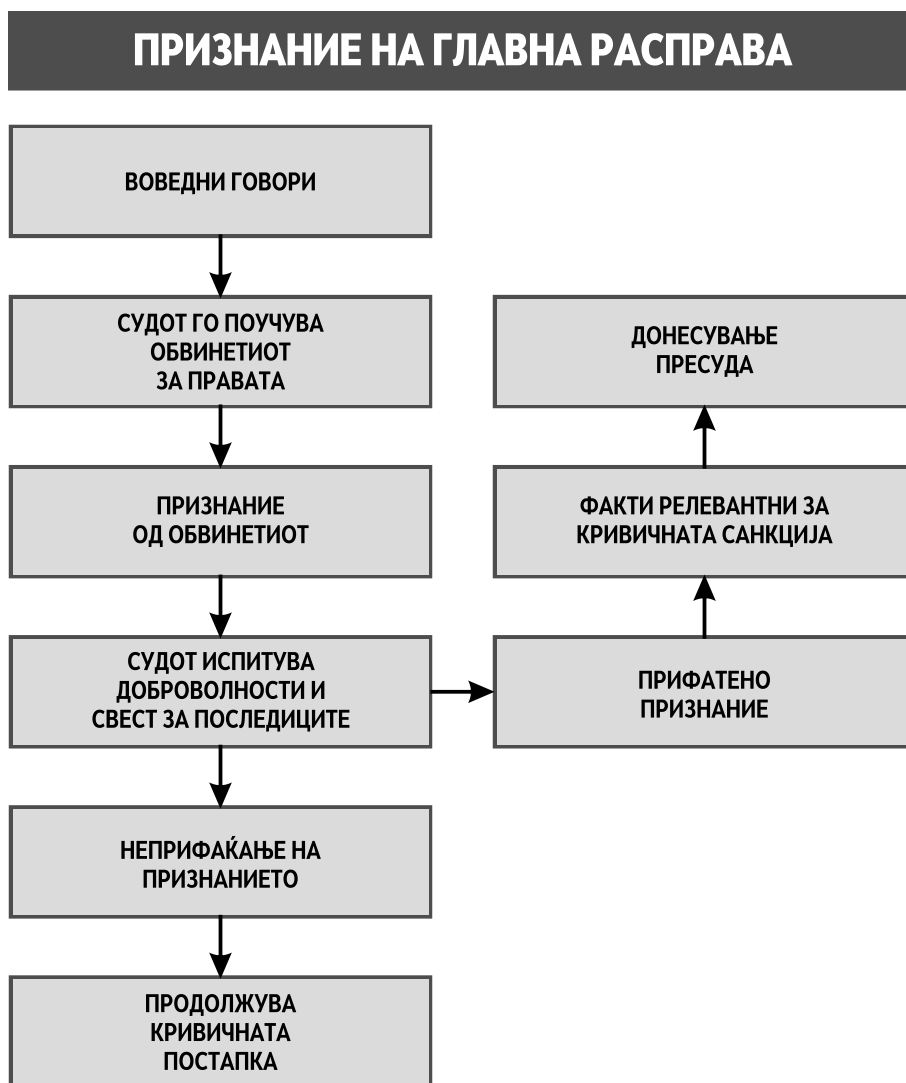 ПРИЗНАНИЕ НА ГЛАВНА РАСПРАВА
ВОВЕДНИ ГОВОРИ
СУДОТ ГО ПОУЧУВА
ОБВИНЕТИОТ
ЗА ПРАВАТА
ПРИЗНАНИЕ
ОД ОБВИНЕТИОТ
СУДОТ ИСПИТУВА
ДОБРОВОЛНОСТИ И
СВЕСТ ЗА ПОСЛЕДИЦИТЕ
НЕПРИФАЌАЊЕ НА
ПРИЗНАНИЕТО
ПРОДОЛЖУВА
КРИВИЧНАТА
ПОСТАПКА
ДОНЕСУВАЊЕ
ПРЕСУДА
ФАКТИ РЕЛЕВАНТНИ ЗА
КРИВИЧНАТА САНКЦИЈА
ПРИФАТЕНО
ПРИЗНАНИЕ